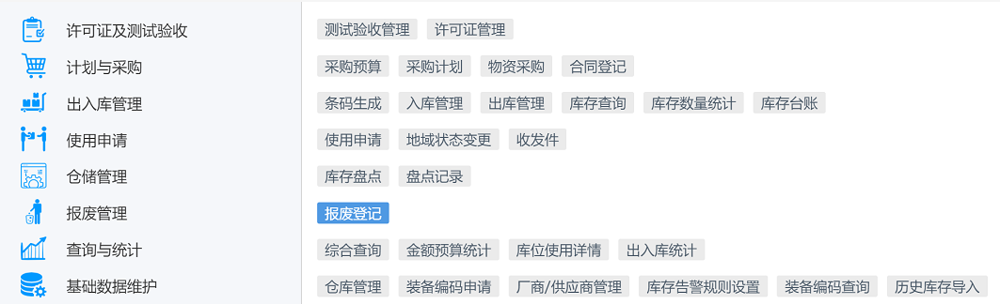 许可证及测试验收 测试验收管理 许可证管理
计划与采购 采购预算 采购计划 物资采购 合同登记
出入库管理 条码生成 入库管理 出库管理 库存查询 库存数量统计 库存台账
使用申请 使用申请 地域状态变更 收发件
仓储管理 库存盘点 盘点记录
报废管理 报废登记
查询与统计 综合查询 金额预算统计 库位使用详情 出入库统计
基础数据维护 仓库管理 装备编码申请 厂商/供应商管理 库存告警规则设置 装备编码查询 历史库存导入